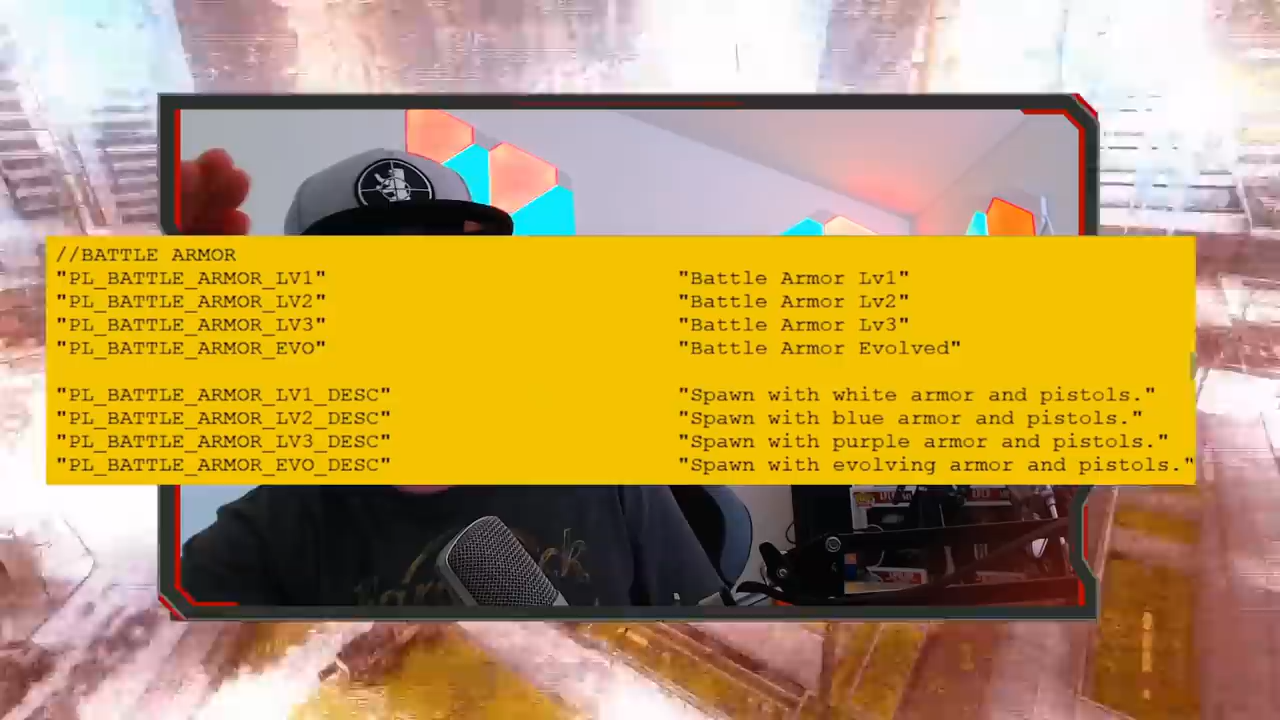 //BATTLE ARMOR
"PL_BATTLE_ARMOR_LV1" "Battle Armor Lv1"
"PL_BATTLE_ARMOR_LV2" "Battle Armor Lv2"
"PL_BATTLE_ARMOR_LV3" "Battle Armor Lv3"
"PL_BATTLE_ARMOR_EVO" "Battle Armor Evolved"
"PL_BATTLE_ARMOR_LV1_DESC" "Spawn with white armor and pistols."
"PL_BATTLE_ARMOR_LV2_DESC" "Spawn with blue armor and pistols."
"PL_BATTLE_ARMOR_LV3_DESC" "Spawn with purple armor and pistols."
"PL_BATTLE_ARMOR_EVO_DESC" "Spawn with evolving armor and pistols."